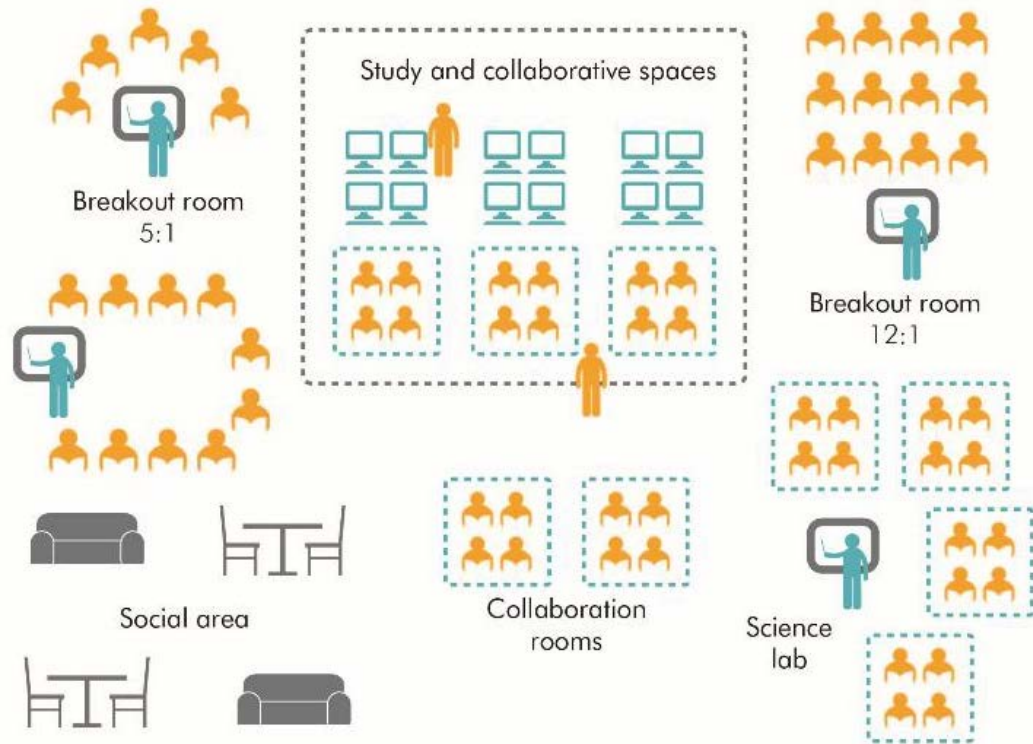 Study and collaborative spaces
Breakout room
5:1
Breakout room
12:1
Social area
Collaboration
rooms
Science
lab